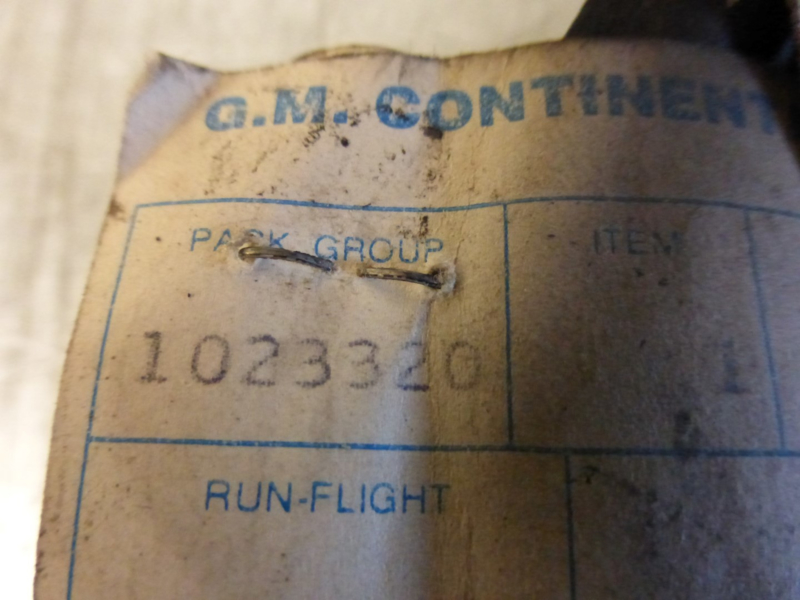 G.M. CONTINENT
PACK GROUP ITEM
1023320 1
RUN-FLIGHT